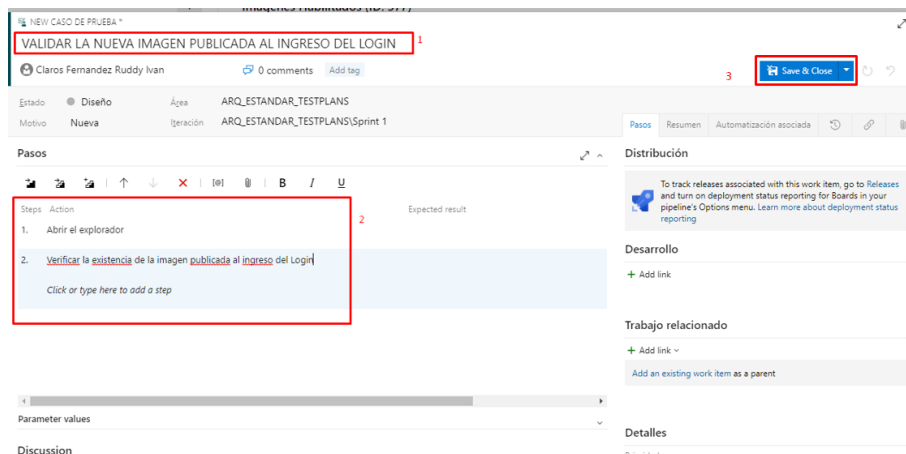 Imágenes Habilitados (ID: 577)
NEW CASO DE PRUEBA *
VALIDAR LA NUEVA IMAGEN PUBLICADA AL INGRESO DEL LOGIN
1
Claros Fernandez Ruddy Ivan
0 comments
Add tag
3
Save & Close
Estado
Diseño
Área
ARQ_ESTANDAR_TESTPLANS
Motivo
Nueva
Iteración
ARQ_ESTANDAR_TESTPLANS\Sprint 1
Pasos
Resumen
Automatización asociada
Pasos
B I U
Steps
Action
Expected result
2
1. Abrir el explorador
2. Verificar la existencia de la imagen publicada al ingreso del Login
Click or type here to add a step
Parameter values
Discussion
Distribución
To track releases associated with this work item, go to Releases
and turn on deployment status reporting for Boards in your
pipeline's Options menu. Learn more about deployment status
reporting
Desarrollo
+ Add link
Trabajo relacionado
+ Add link
Add an existing work item as a parent
Detalles